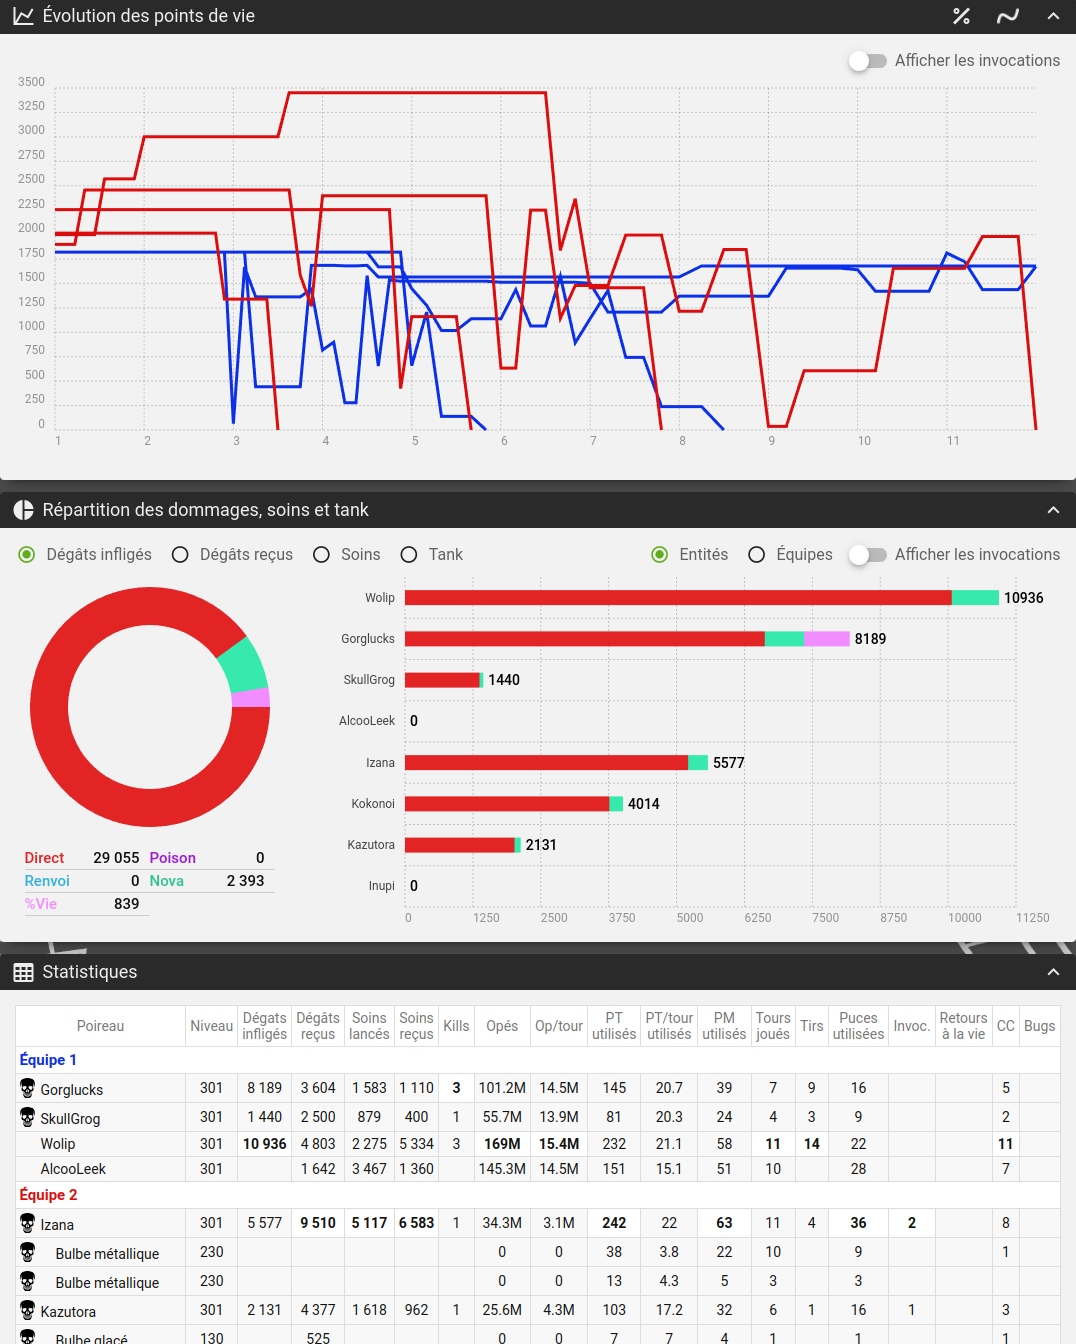 Évolution des points de vie
Afficher les invocations
3500
3250
3000
2750
2500
2250
2000
1750
1500
1250
1000
750
500
250
0
1 2 3 4 5 6 7 8 9 10 11
Répartition des dommages, soins et tank
Dégâts infligés Dégâts reçus Soins Tank Entités Équipes Afficher les invocations
Wolip 10936
Gorglucks 8189
SkullGrog 1440
AlcooLeek 0
Izana 5577
Kokonoi 4014
Kazutora 2131
Inupi 0
0 1250 2500 3750 5000 6250 7500 8750 10000 11250
Direct 29 055 Poison 0
Renvoi 0 Nova 2 393
%Vie 839
Statistiques
Poireau Niveau Dégats infligés Dégâts reçus Soins lancés Soins reçus Kills Opés Op/tour PT utilisés PT/tour utilisés PM utilisés Tours joués Tirs Puces utilisées Invoc. Retours à la vie CC Bugs
Équipe 1
Gorglucks 301 8 189 3 604 1 583 1 110 3 101.2M 14.5M 145 20.7 39 7 9 16 5
SkullGrog 301 1 440 2 500 879 400 1 55.7M 13.9M 81 20.3 24 4 3 9 2
Wolip 301 10 936 4 803 2 275 5 334 3 169M 15.4M 232 21.1 58 11 14 22 11
AlcooLeek 301 1 642 3 467 1 360 145.3M 14.5M 151 15.1 51 10 28 7
Équipe 2
Izana 301 5 577 9 510 5 117 6 583 1 34.3M 3.1M 242 22 63 11 4 36 2 8
Bulbe métallique 230 0 0 38 3.8 22 10 9 1
Bulbe métallique 230 0 0 13 4.3 5 3 3
Kazutora 301 2 131 4 377 1 618 962 1 25.6M 4.3M 103 17.2 32 6 1 16 1 3
Bulbe glacé 130 525 0 0 7 7 4 1 1 1